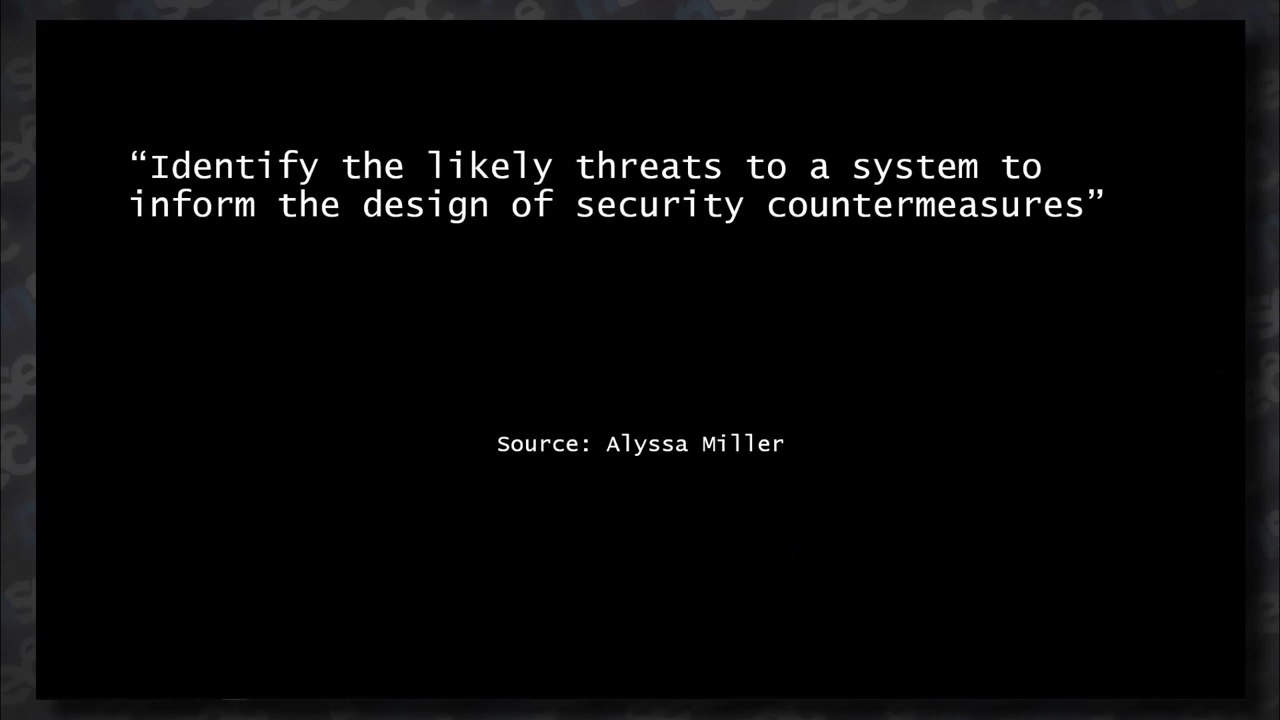 “Identify the likely threats to a system to
inform the design of security countermeasures”
Source: Alyssa Miller